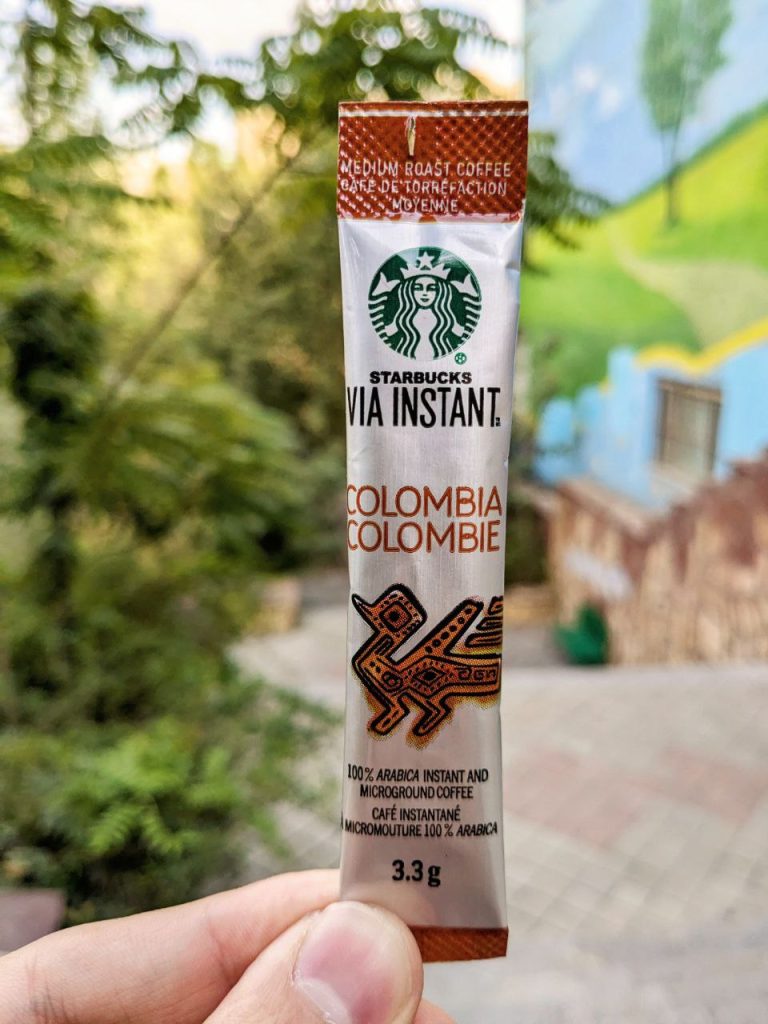 MEDIUM ROAST COFFEE
CAFÉ DE TORRÉFACTION
MOYENNE
STARBUCKS
VIA INSTANT
COLOMBIA
COLOMBIE
100% ARABICA INSTANT AND
MICROGROUND COFFEE
CAFÉ INSTANTANÉ
MICROMOUTURE 100% ARABICA
3.3 g